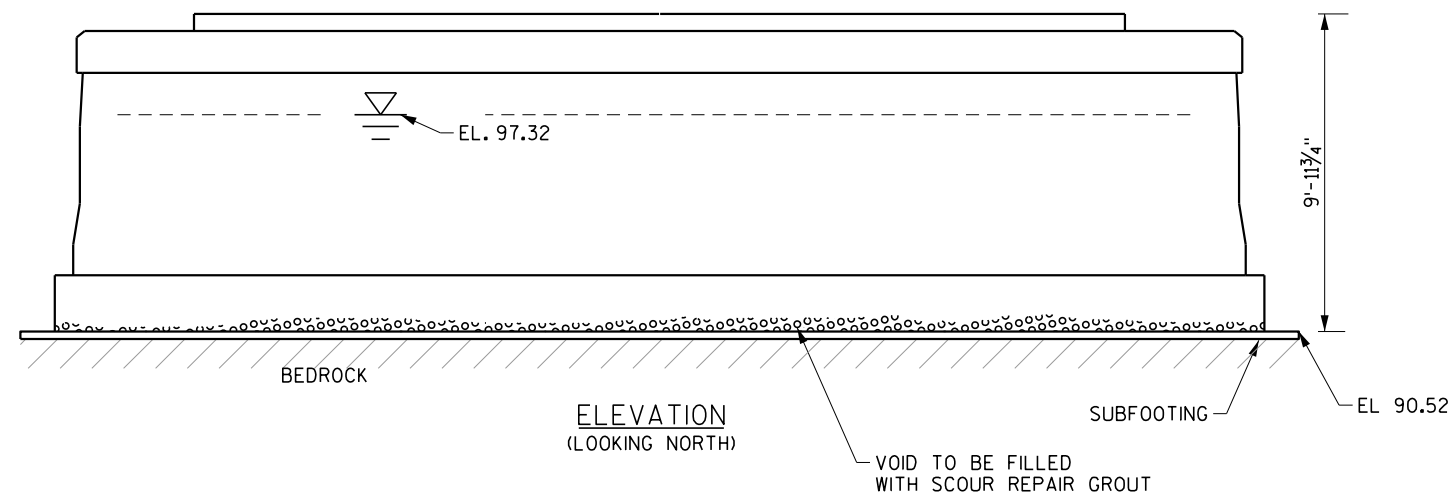 EL. 97.32
9'-11¾"
BEDROCK
ELEVATION
(LOOKING NORTH)
SUBFOOTING
EL 90.52
VOID TO BE FILLED
WITH SCOUR REPAIR GROUT